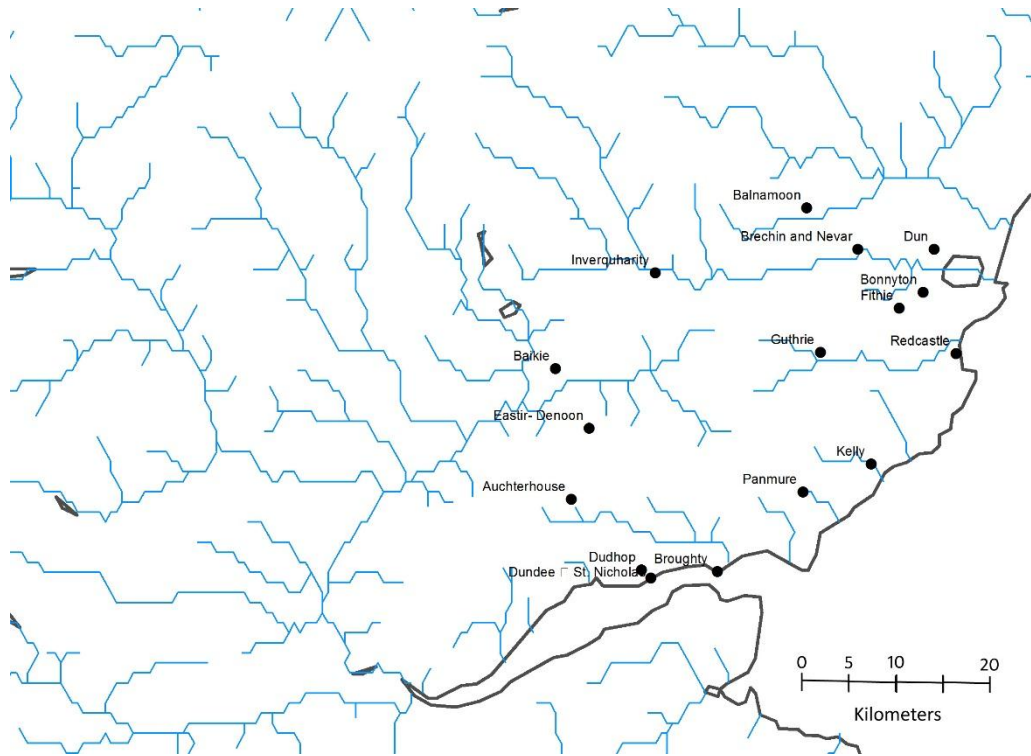 Balnamoon
Brechin and Nevar
Dun
Inverquharity
Bonnyton
Fithie
Guthrie
Redcastle
Baikie
Eastir- Denoon
Kelly
Panmure
Auchterhouse
Dudhop
Broughty
Dundee □ St. Nichola
0 5 10 20
Kilometers